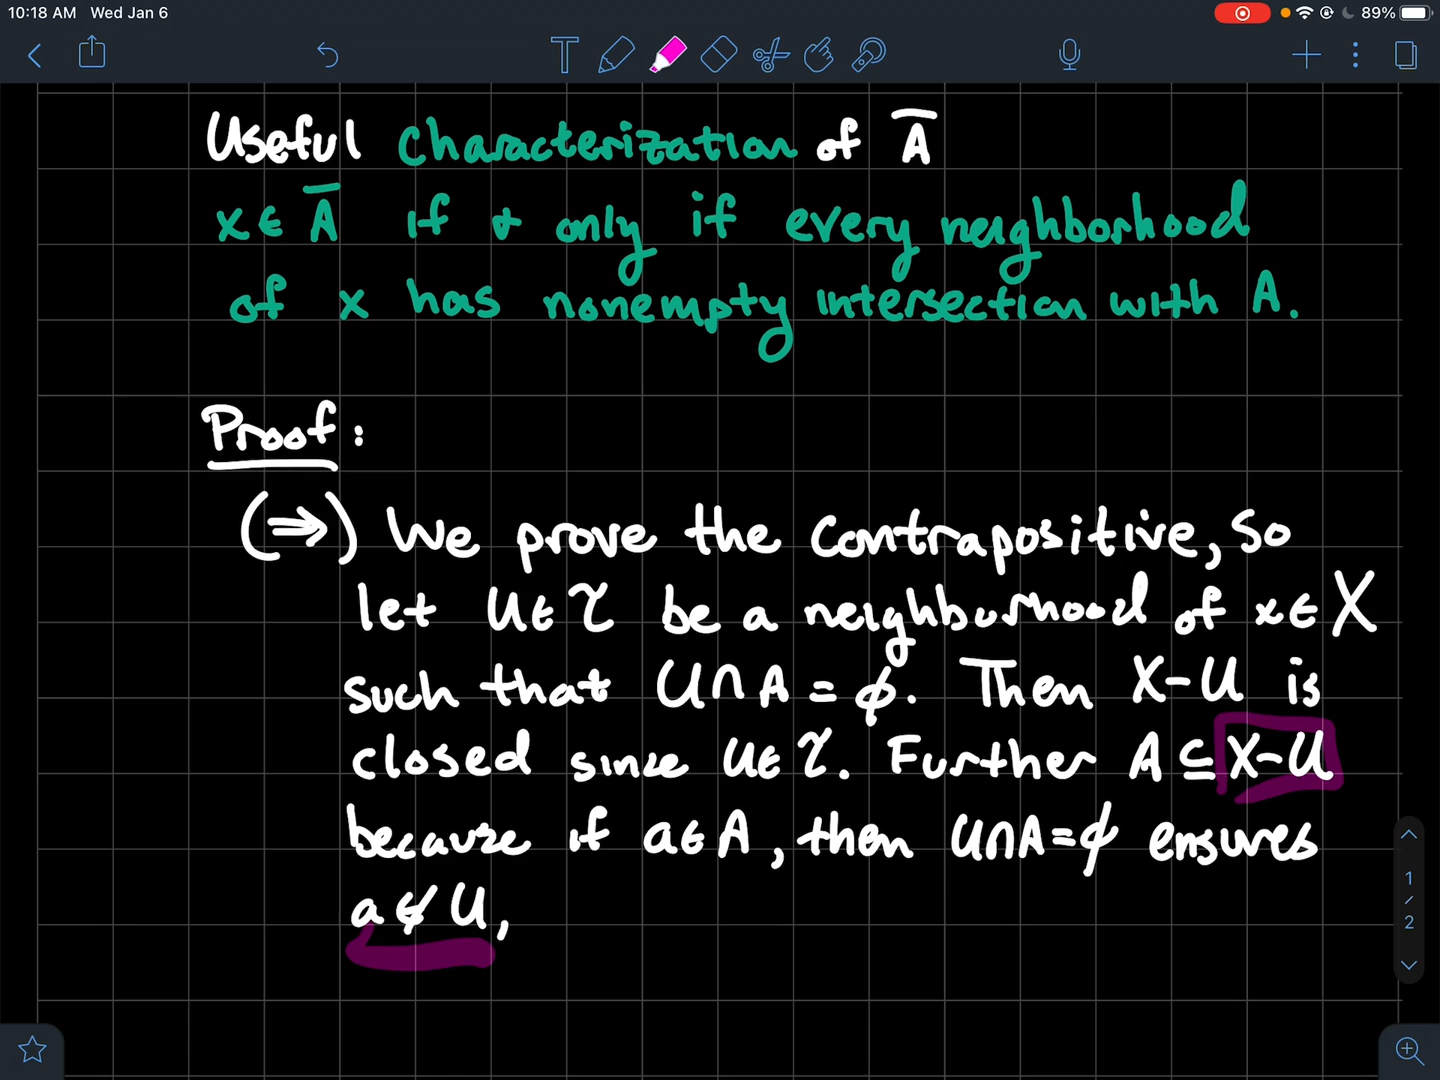 10:18 AM Wed Jan 6
89%
Useful Characterization of A̅
x ∈ A̅ if & only if every neighborhood
of x has nonempty intersection with A.
Proof:
(⇒) We prove the contrapositive, so
let U ∈ 𝒯 be a neighborhood of x ∈ X
such that U ∩ A = ∅. Then X-U is
closed since U ∈ 𝒯. Further A ⊆ X-U
because if a ∈ A, then U∩A=∅ ensures
a ∉ U,
1
/
2